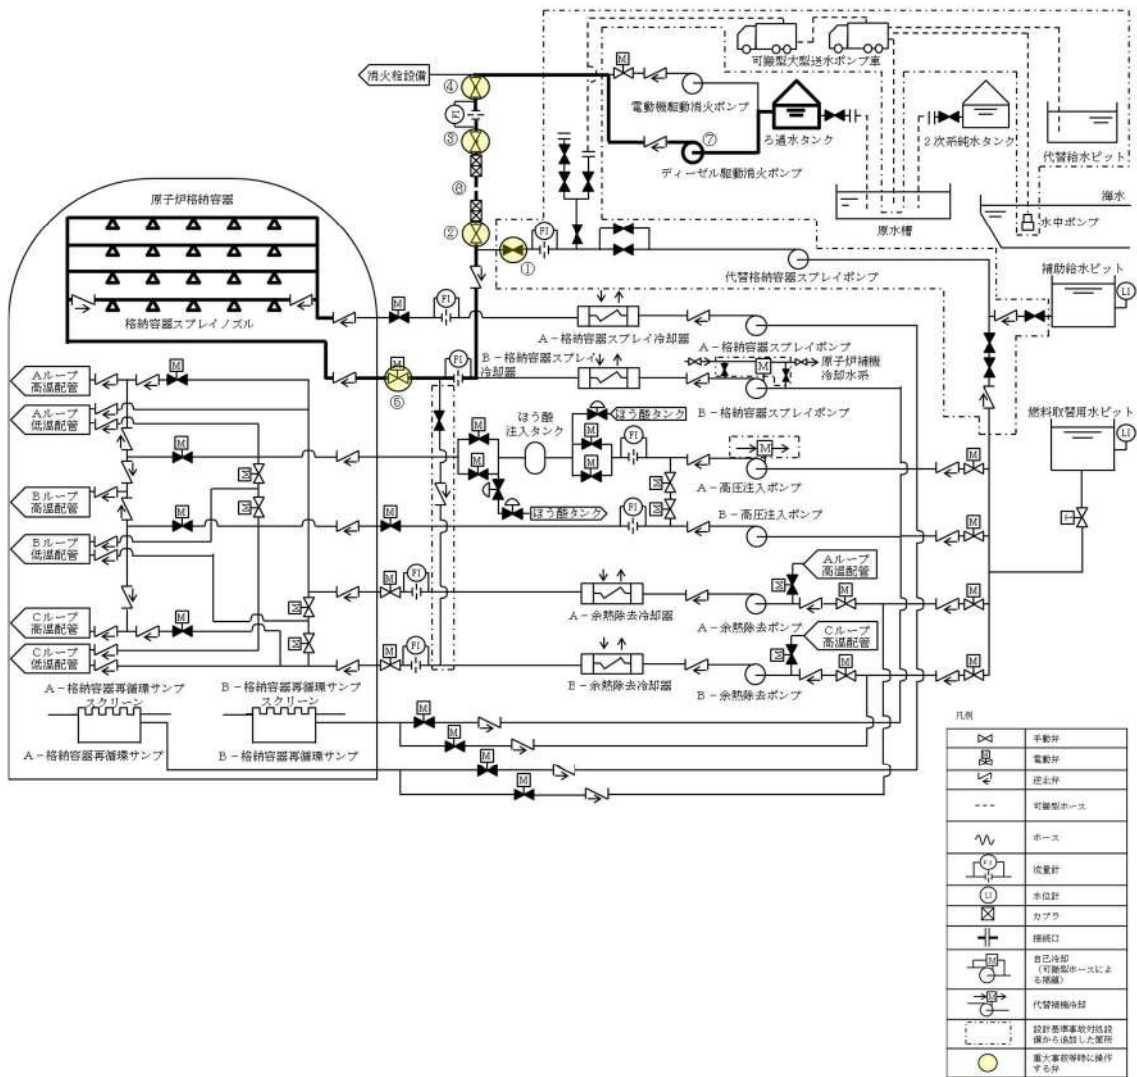 消火栓設備
④
FI
③
⑥
②
①
FI
M
電動機駆動消火ポンプ
⑦
ディーゼル駆動消火ポンプ
ろ過水タンク
可搬型大型送水ポンプ車
2次系純水タンク
代替給水ピット
原水槽
海水
水中ポンプ
代替格納容器スプレイポンプ
補助給水ピット
LI
燃料取替用水ピット
LI
原子炉格納容器
格納容器スプレイノズル
M
FI
A-格納容器スプレイ冷却器
A-格納容器スプレイポンプ
M
⑤
FI
B-格納容器スプレイ
冷却器
M
原子炉補機
冷却水系
B-格納容器スプレイポンプ
Aループ
高温配管
M
Aループ
低温配管
M
M
Bループ
高温配管
M
M
Bループ
低温配管
Cループ
高温配管
M
M
Cループ
低温配管
M
ほう酸
注入タンク
ほう酸タンク
M
M
M
M
FI
M
A-高圧注入ポンプ
M
M
M
ほう酸タンク
FI
B-高圧注入ポンプ
M
M
FI
A-余熱除去冷却器
Aループ
高温配管
M
M
M
A-余熱除去ポンプ
M
FI
B-余熱除去冷却器
Cループ
高温配管
M
M
M
B-余熱除去ポンプ
A-格納容器再循環サンプ
スクリーン
A-格納容器再循環サンプ
B-格納容器再循環サンプ
スクリーン
B-格納容器再循環サンプ
M
M
M
M
凡例
手動弁
M
電動弁
逆止弁
可搬型ホース
ホース
FI
流量計
LI
水位計
カプラ
接続口
M
自己冷却
(可搬型ホースによ
る接続)
M
代替補機冷却
設計基準事故対処設
備から追加した箇所
重大事故等時に操作
する弁